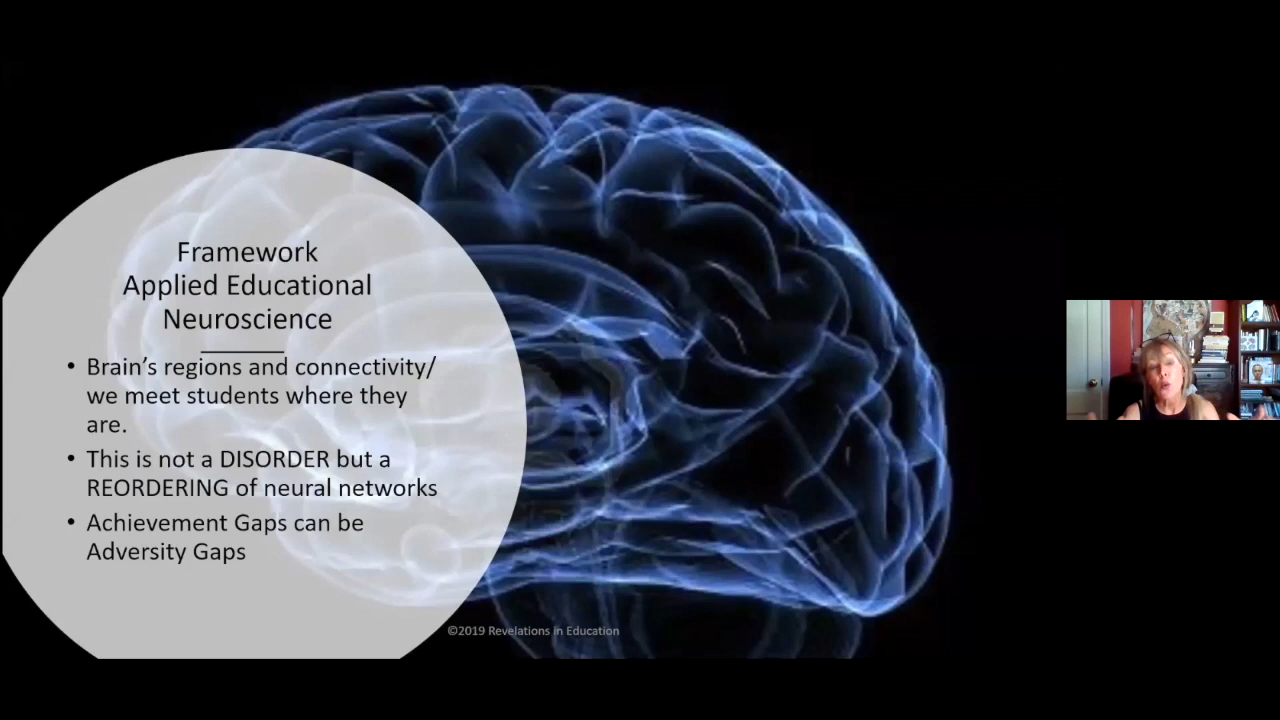 Framework
Applied Educational
Neuroscience
• Brain’s regions and connectivity/
we meet students where they
are.
• This is not a DISORDER but a
REORDERING of neural networks
• Achievement Gaps can be
Adversity Gaps
©2019 Revelations in Education